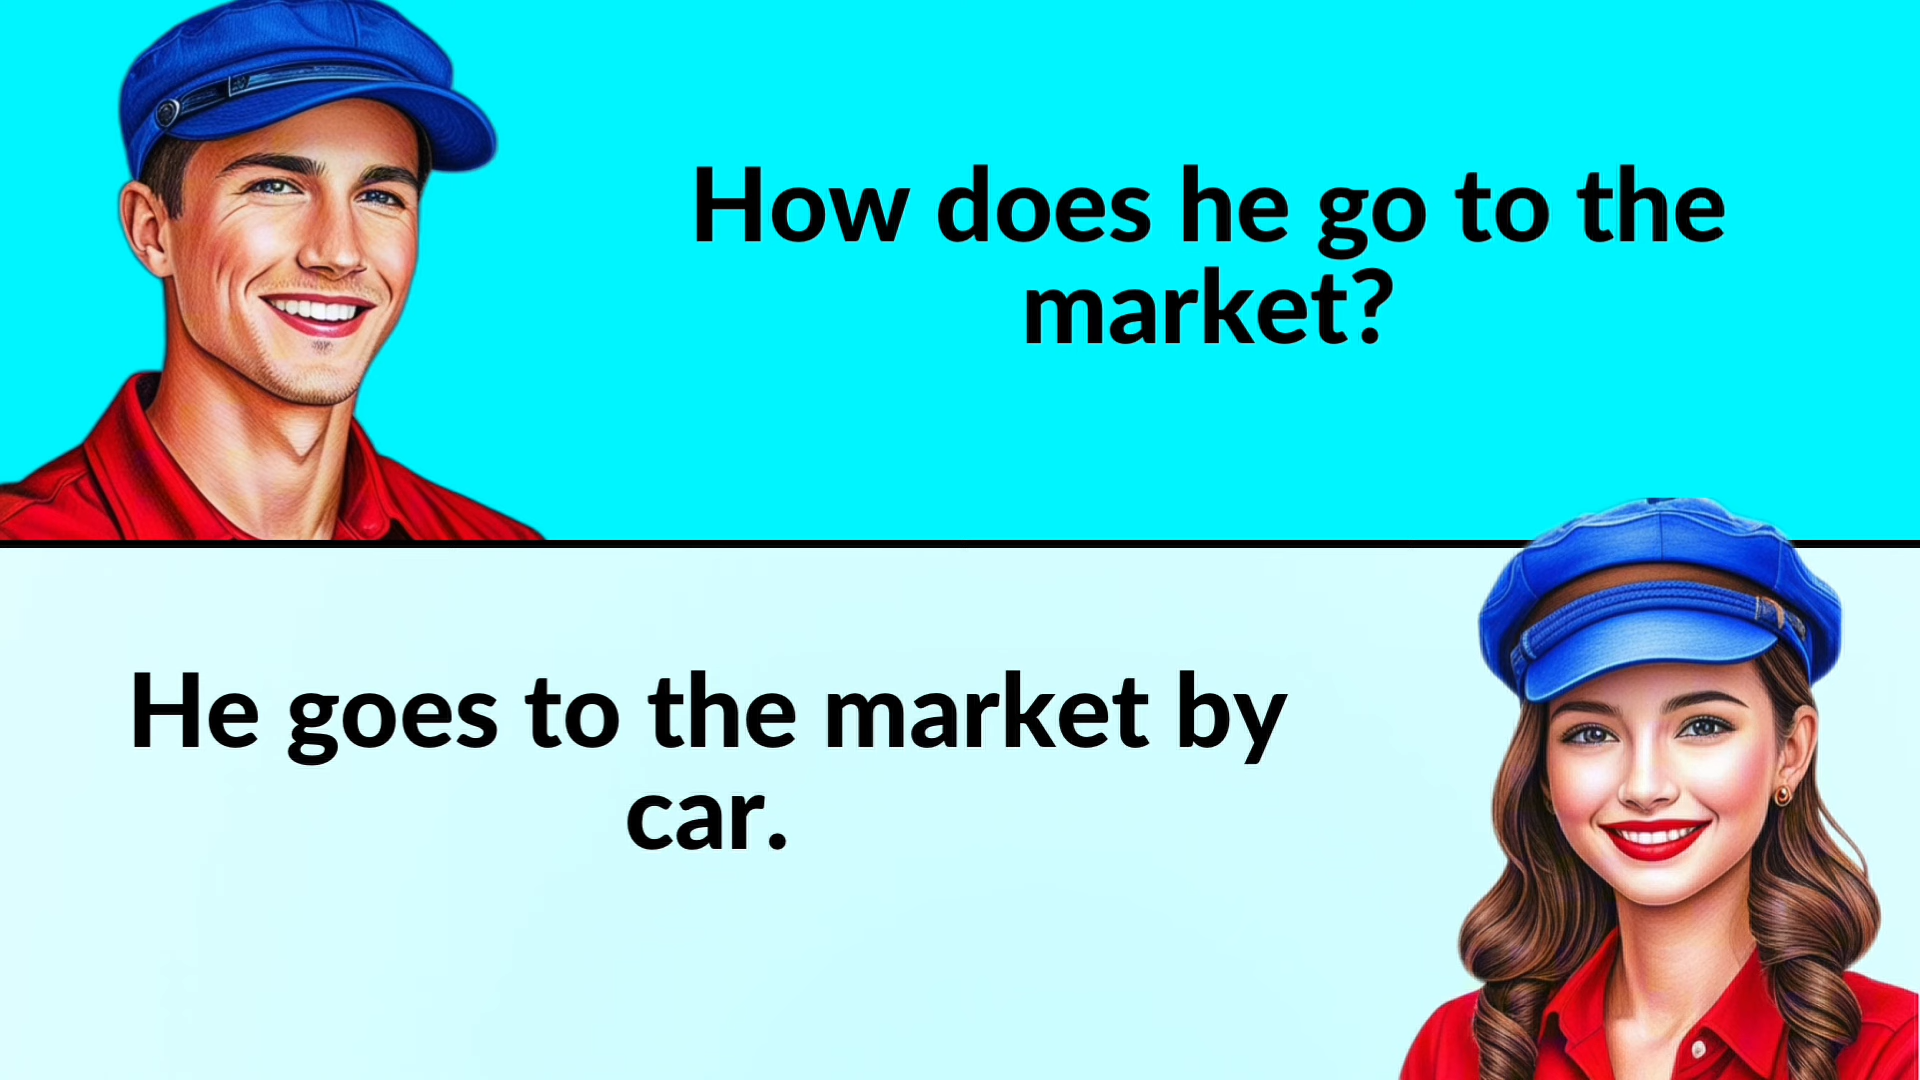 How does he go to the
market?
He goes to the market by
car.